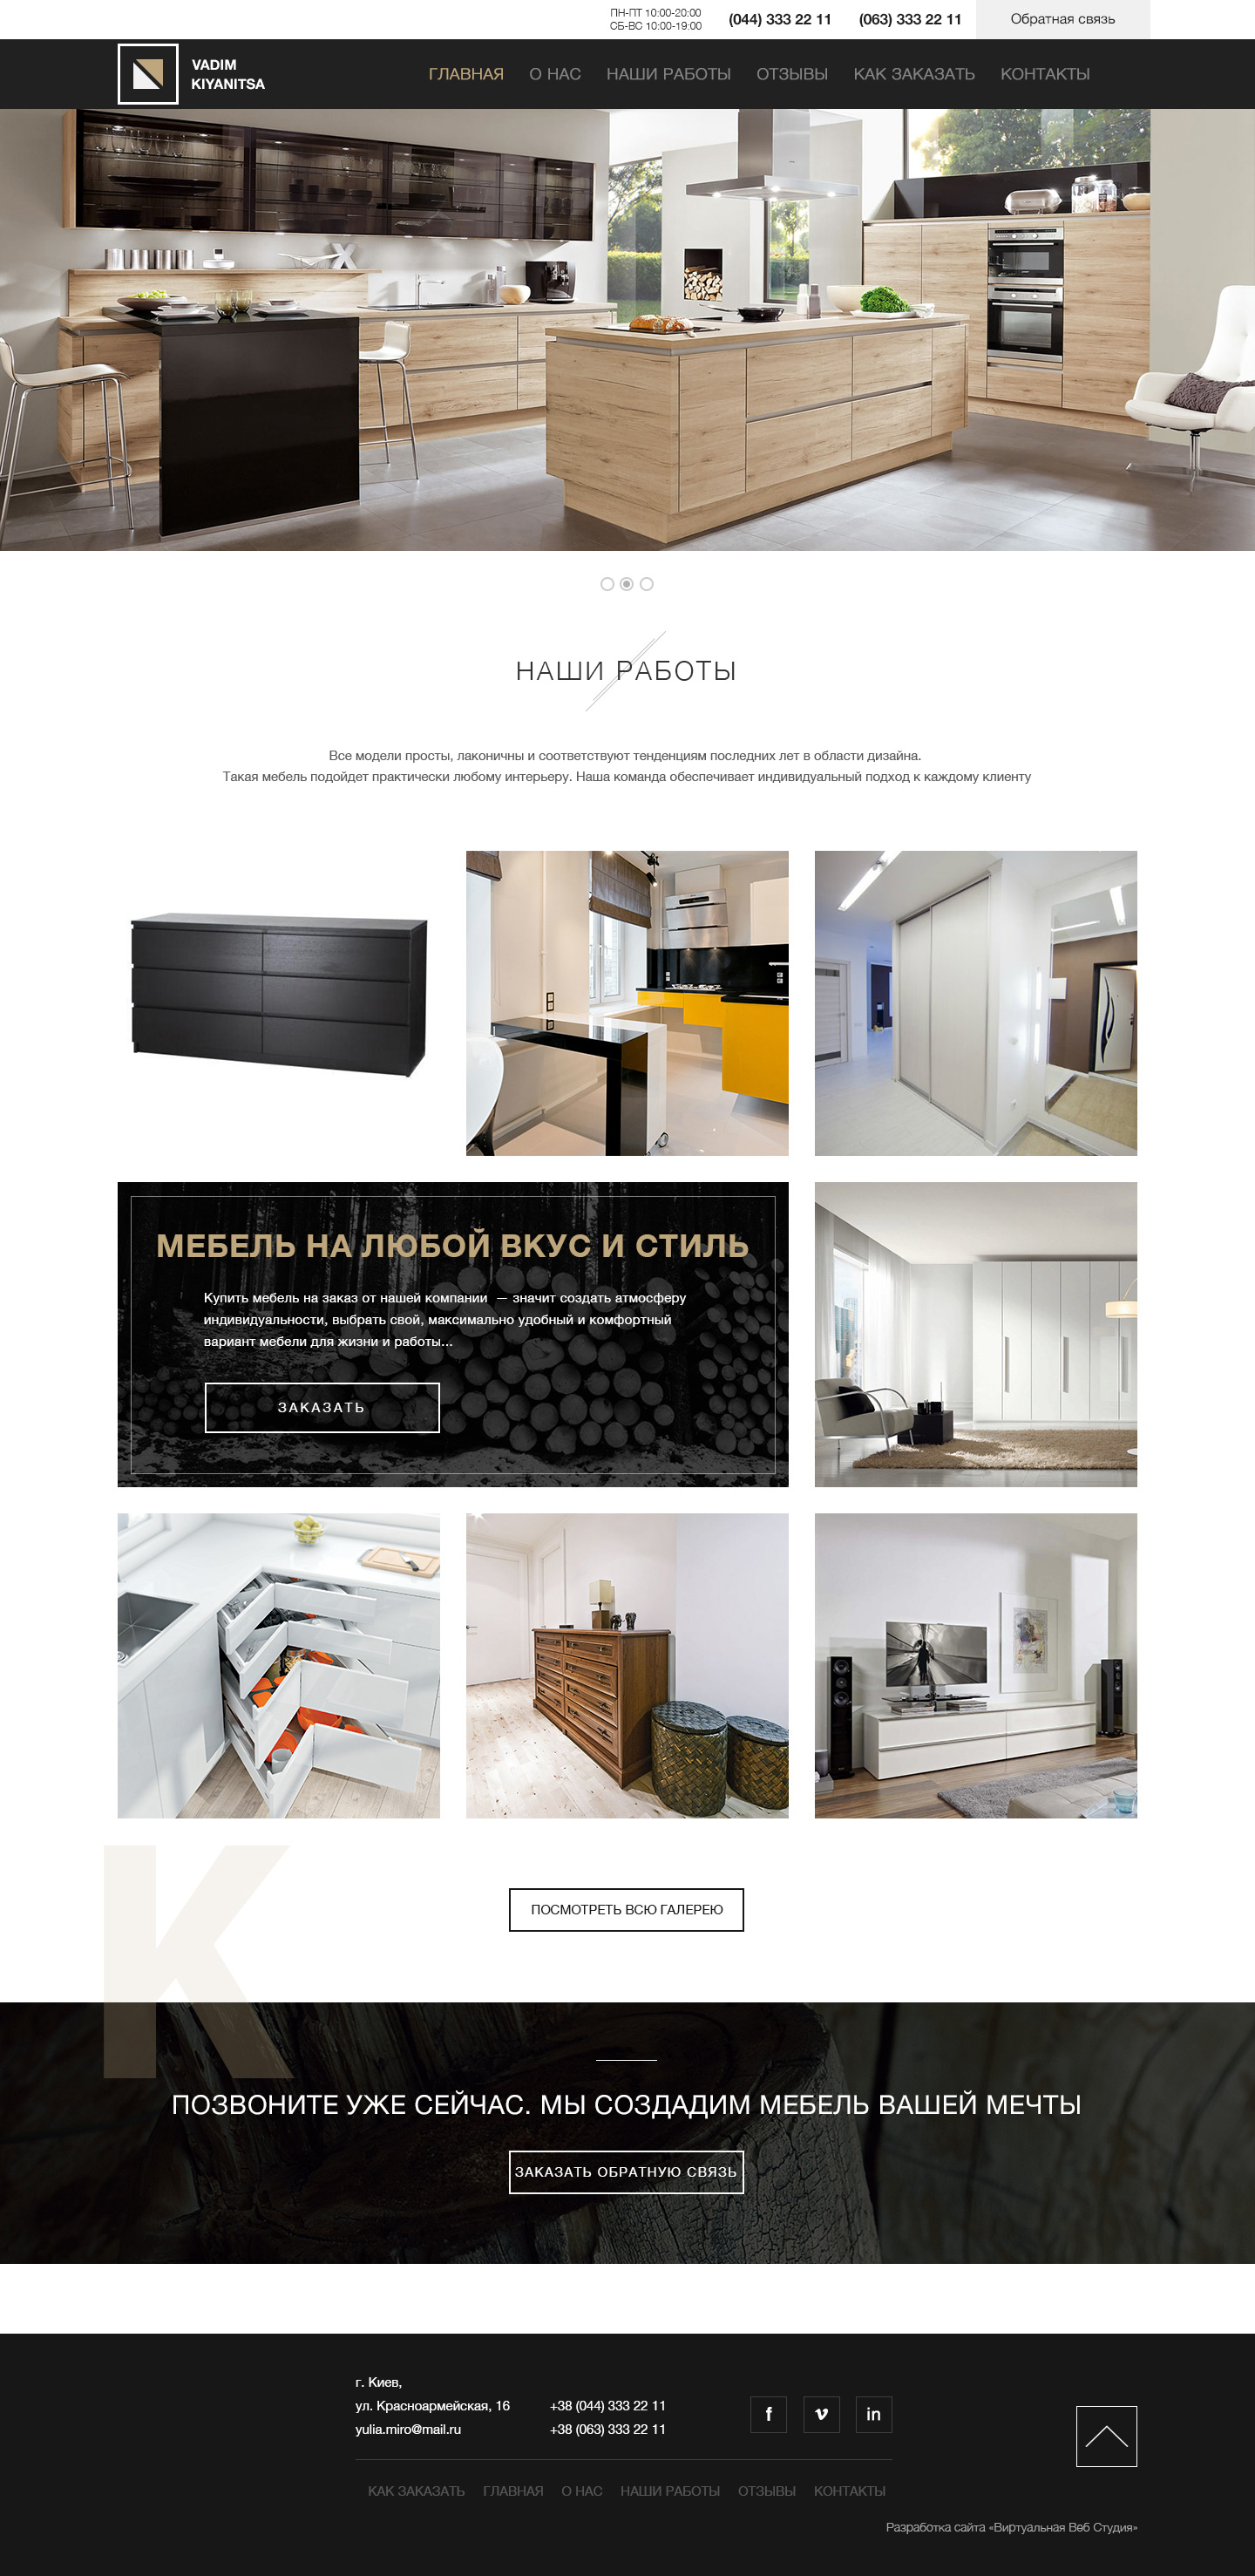 ПН-ПТ 10:00-20:00
СБ-ВС 10:00-19:00
(044) 333 22 11
(063) 333 22 11
Обратная связь
VADIM
KIYANITSA
ГЛАВНАЯ О НАС НАШИ РАБОТЫ ОТЗЫВЫ КАК ЗАКАЗАТЬ КОНТАКТЫ
НАШИ РАБОТЫ
Все модели просты, лаконичны и соответствуют тенденциям последних лет в области дизайна.
Такая мебель подойдет практически любому интерьеру. Наша команда обеспечивает индивидуальный подход к каждому клиенту
МЕБЕЛЬ НА ЛЮБОЙ ВКУС И СТИЛЬ
Купить мебель на заказ от нашей компании — значит создать атмосферу
индивидуальности, выбрать свой, максимально удобный и комфортный
вариант мебели для жизни и работы...
ЗАКАЗАТЬ
ПОСМОТРЕТЬ ВСЮ ГАЛЕРЕЮ
К
ПОЗВОНИТЕ УЖЕ СЕЙЧАС. МЫ СОЗДАДИМ МЕБЕЛЬ ВАШЕЙ МЕЧТЫ
ЗАКАЗАТЬ ОБРАТНУЮ СВЯЗЬ
г. Киев,
ул. Красноармейская, 16
yulia.miro@mail.ru
+38 (044) 333 22 11
+38 (063) 333 22 11
f v in
КАК ЗАКАЗАТЬ ГЛАВНАЯ О НАС НАШИ РАБОТЫ ОТЗЫВЫ КОНТАКТЫ
Разработка сайта «Виртуальная Веб Студия»